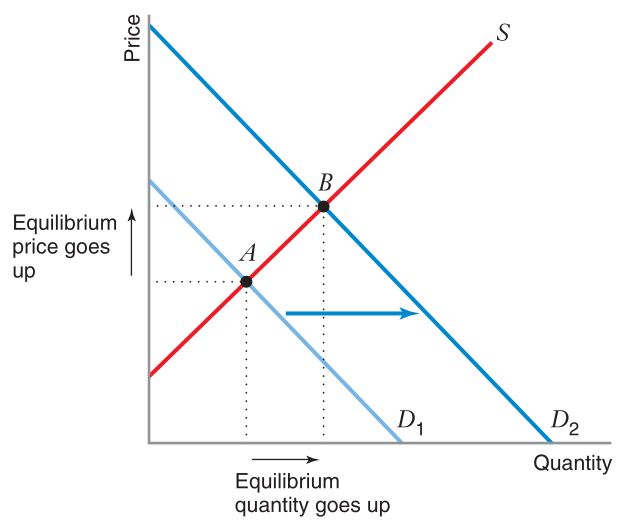 Price
S
B
Equilibrium
price goes
up
A
D1
D2
Quantity
Equilibrium
quantity goes up